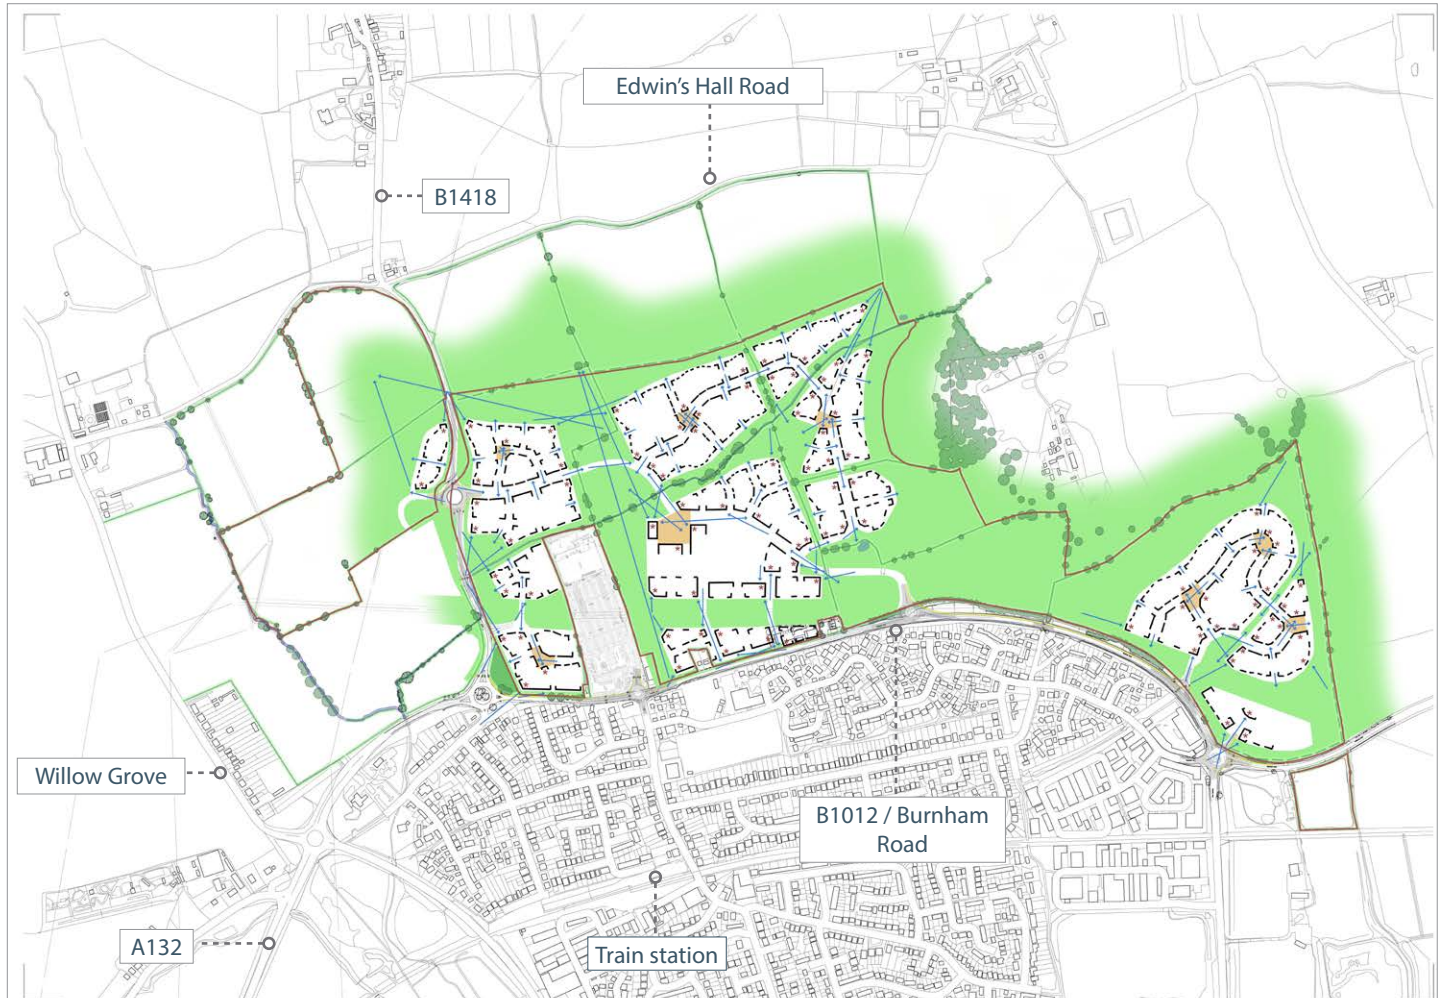 Edwin's Hall Road
B1418
Willow Grove
B1012 / Burnham
Road
A132
Train station